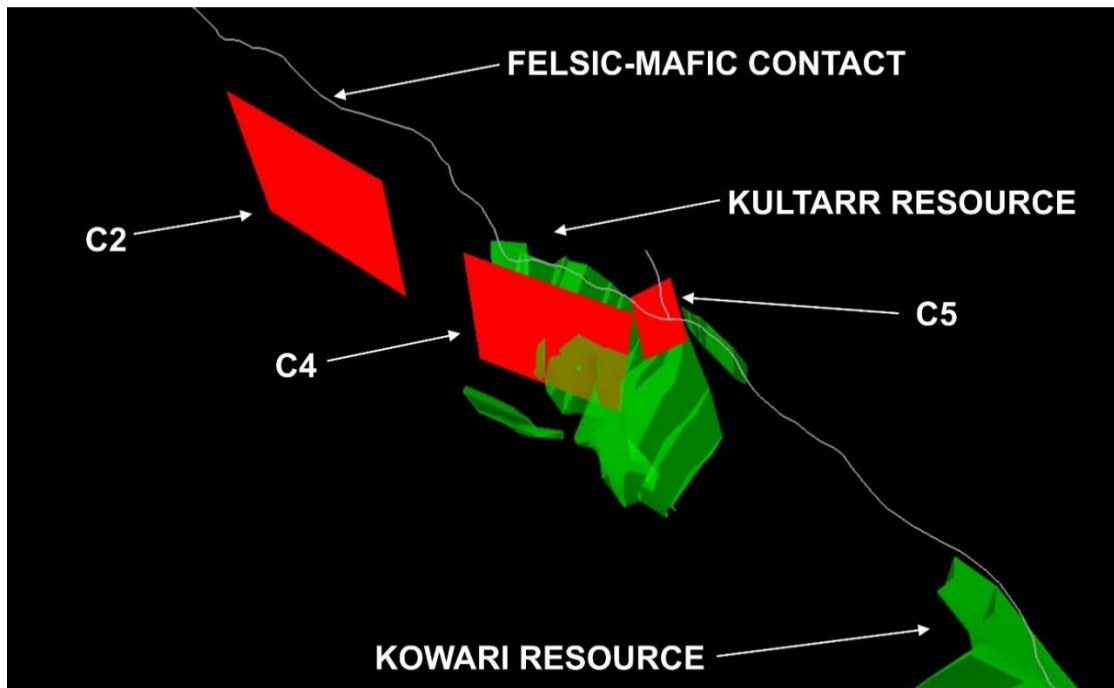 FELSIC-MAFIC CONTACT
KULTARR RESOURCE
C2
C5
C4
KOWARI RESOURCE